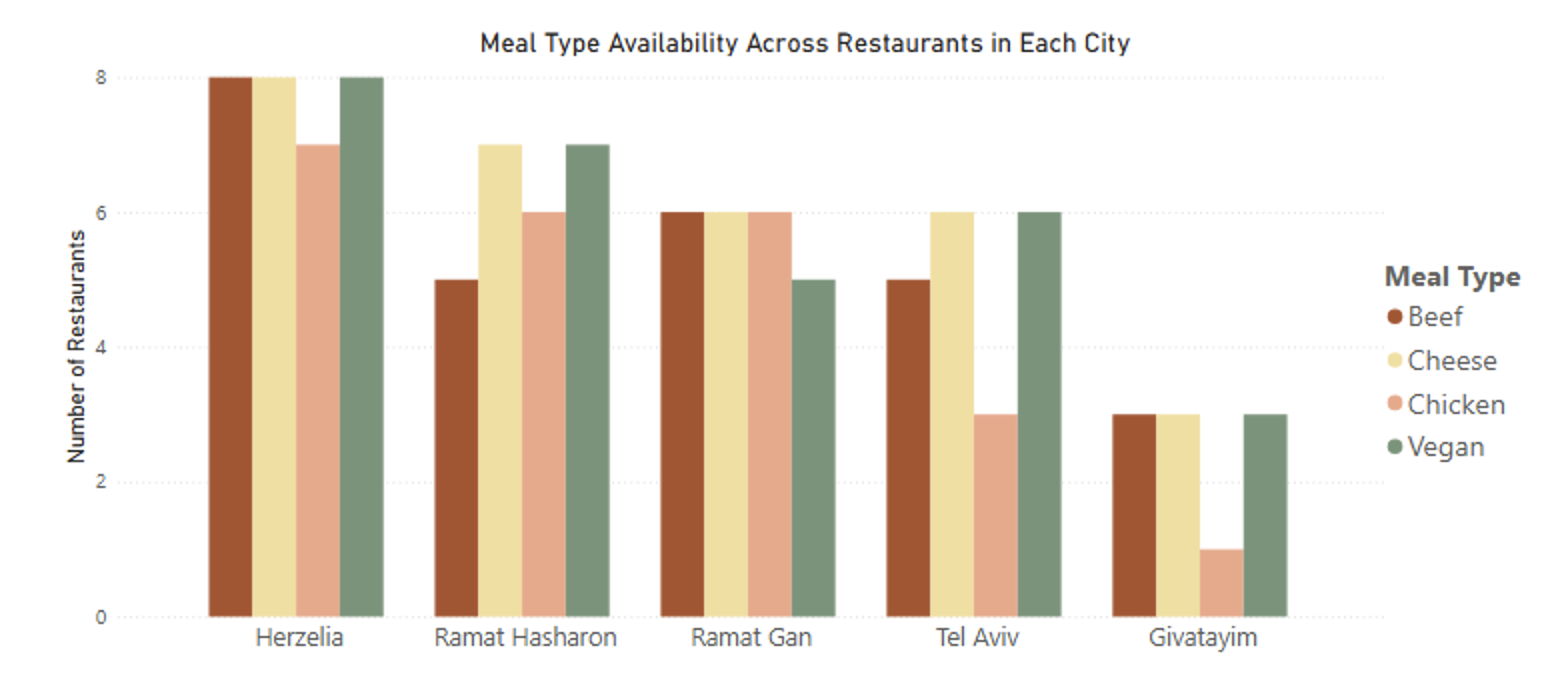 Meal Type Availability Across Restaurants in Each City
Number of Restaurants
8
6
4
2
0
Herzelia
Ramat Hasharon
Ramat Gan
Tel Aviv
Givatayim
Meal Type
Beef
Cheese
Chicken
Vegan